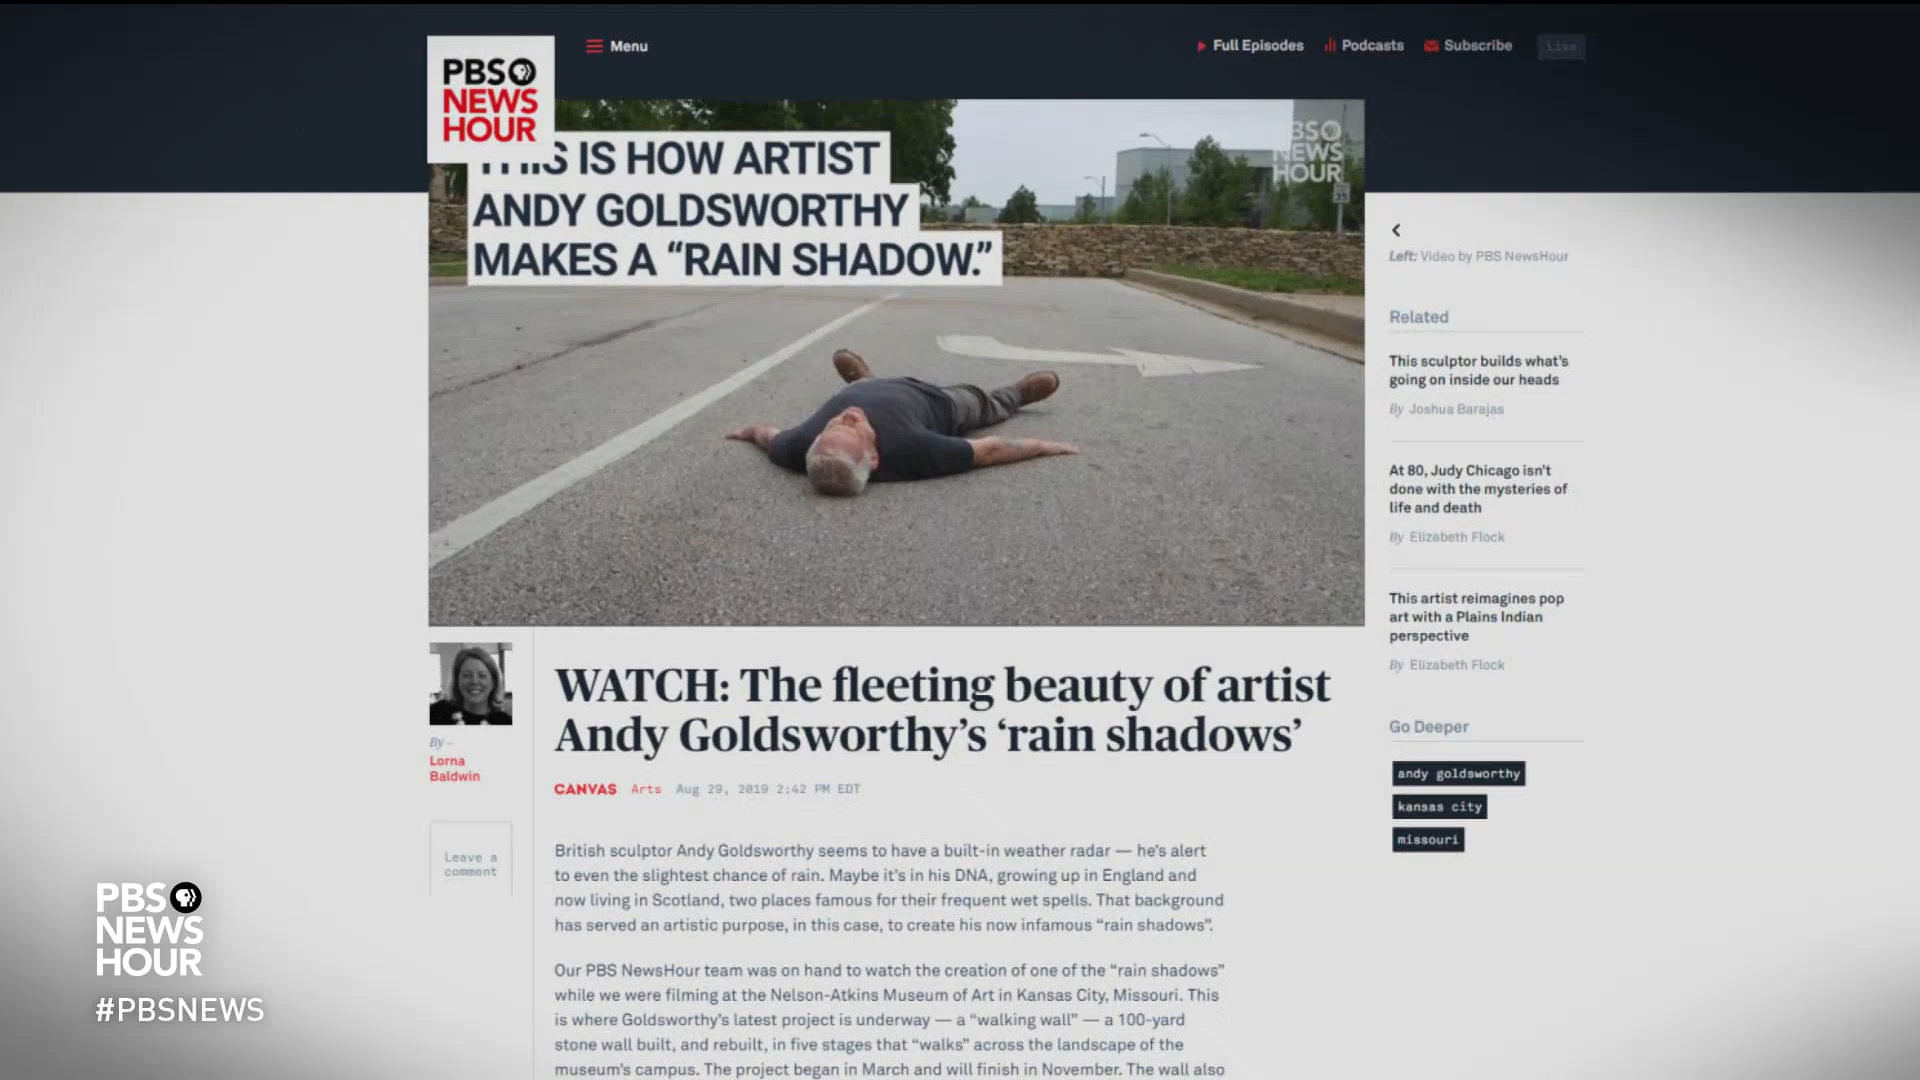 PBS
NEWS
HOUR
Menu
Full Episodes
Podcasts
Subscribe
Live
IS HOW ARTIST
ANDY GOLDSWORTHY
MAKES A “RAIN SHADOW.”
PBS
NEWS
HOUR
35
Left: Video by PBS NewsHour
Related
This sculptor builds what's
going on inside our heads
By Joshua Barajas
At 80, Judy Chicago isn't
done with the mysteries of
life and death
By Elizabeth Flock
This artist reimagines pop
art with a Plains Indian
perspective
By Elizabeth Flock
Go Deeper
andy goldsworthy
kansas city
missouri
By –
Lorna
Baldwin
Leave a
comment
WATCH: The fleeting beauty of artist
Andy Goldsworthy’s ‘rain shadows’
CANVAS Arts Aug 29, 2019 2:42 PM EDT
British sculptor Andy Goldsworthy seems to have a built-in weather radar — he’s alert
to even the slightest chance of rain. Maybe it’s in his DNA, growing up in England and
now living in Scotland, two places famous for their frequent wet spells. That background
has served an artistic purpose, in this case, to create his now infamous “rain shadows”.
Our PBS NewsHour team was on hand to watch the creation of one of the “rain shadows”
while we were filming at the Nelson-Atkins Museum of Art in Kansas City, Missouri. This
is where Goldsworthy’s latest project is underway — a “walking wall” — a 100-yard
stone wall built, and rebuilt, in five stages that “walks” across the landscape of the
museum’s campus. The project began in March and will finish in November. The wall also
PBS
NEWS
HOUR
#PBSNEWS